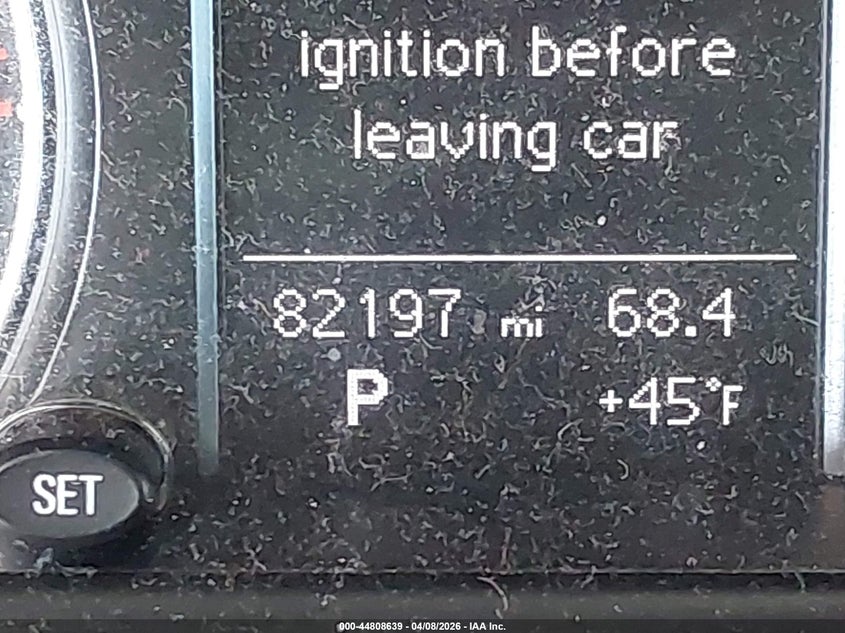 ignition before
leaving car
82197 mi 68.4
P +45°F
SET
000-44808639 - 04/08/2026 - IAA Inc.